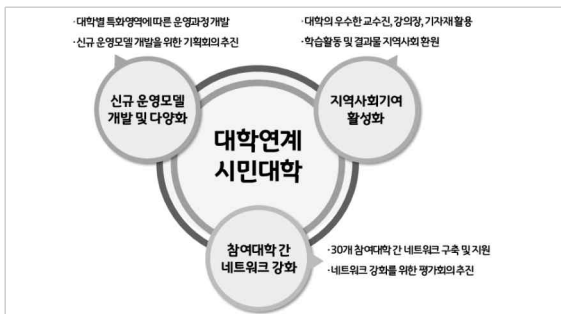 · 대학별 특화영역에 따른 운영과정 개발
· 신규 운영모델 개발을 위한 기획회의 추진
· 대학의 우수한 교수진, 강의장, 기자재 활용
· 학습활동 및 결과물 지역사회 환원
신규 운영모델
개발 및 다양화
지역사회기여
활성화
대학연계
시민대학
참여대학 간
네트워크 강화
· 30개 참여대학 간 네트워크 구축 및 지원
· 네트워크 강화를 위한 평가회의 추진